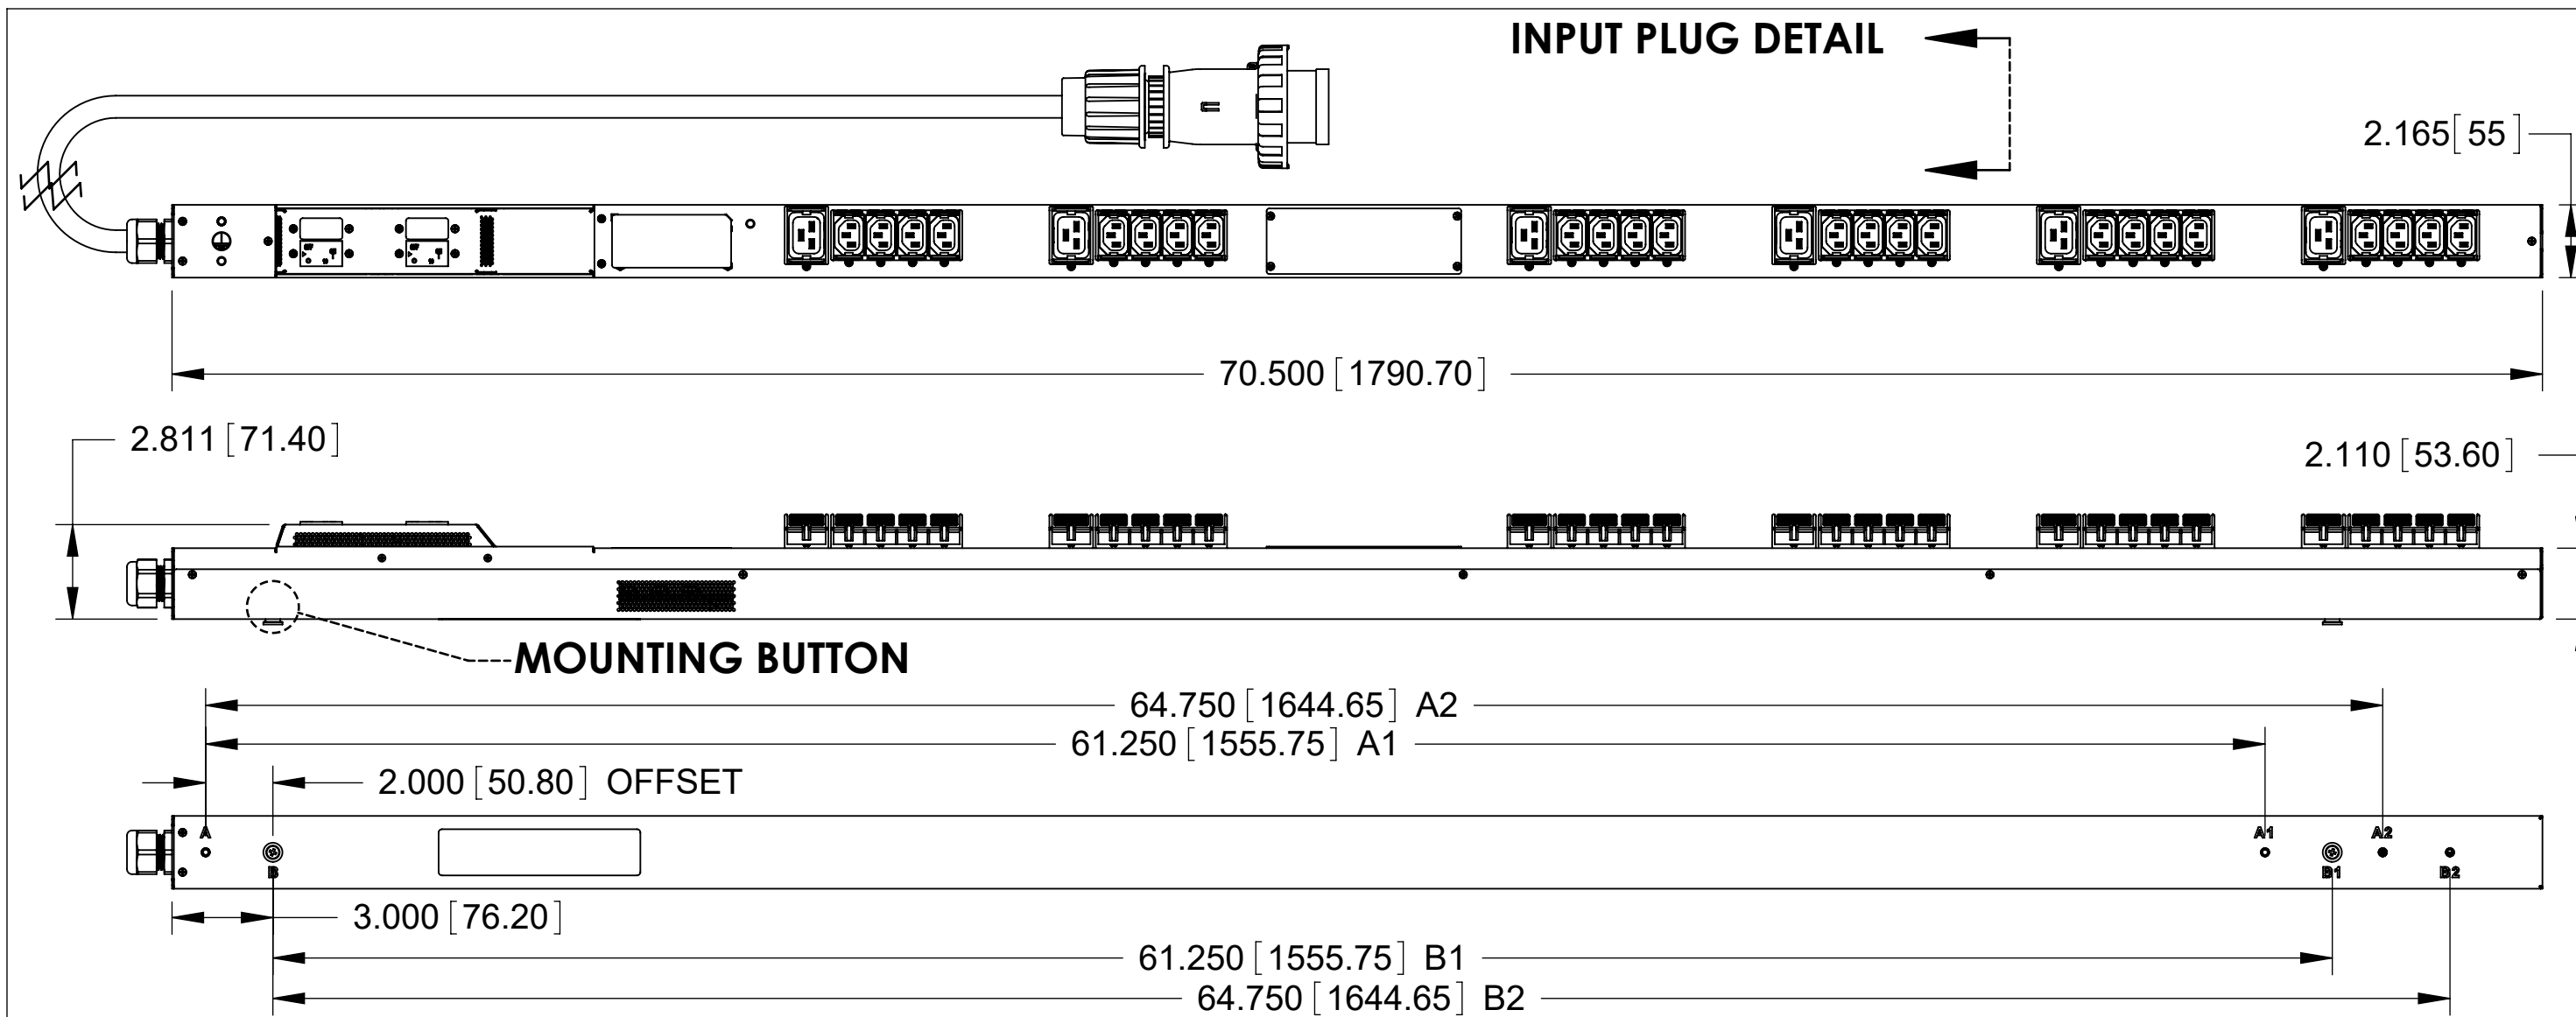 INPUT PLUG DETAIL
2.165[55]
70.500[1790.70]
2.811[71.40]
2.110[53.60]
MOUNTING BUTTON
64.750[1644.65] A2
61.250[1555.75] A1
2.000[50.80] OFFSET
A
A1
A2
B
B1
B2
3.000[76.20]
61.250[1555.75] B1
64.750[1644.65] B2